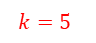 k = 5